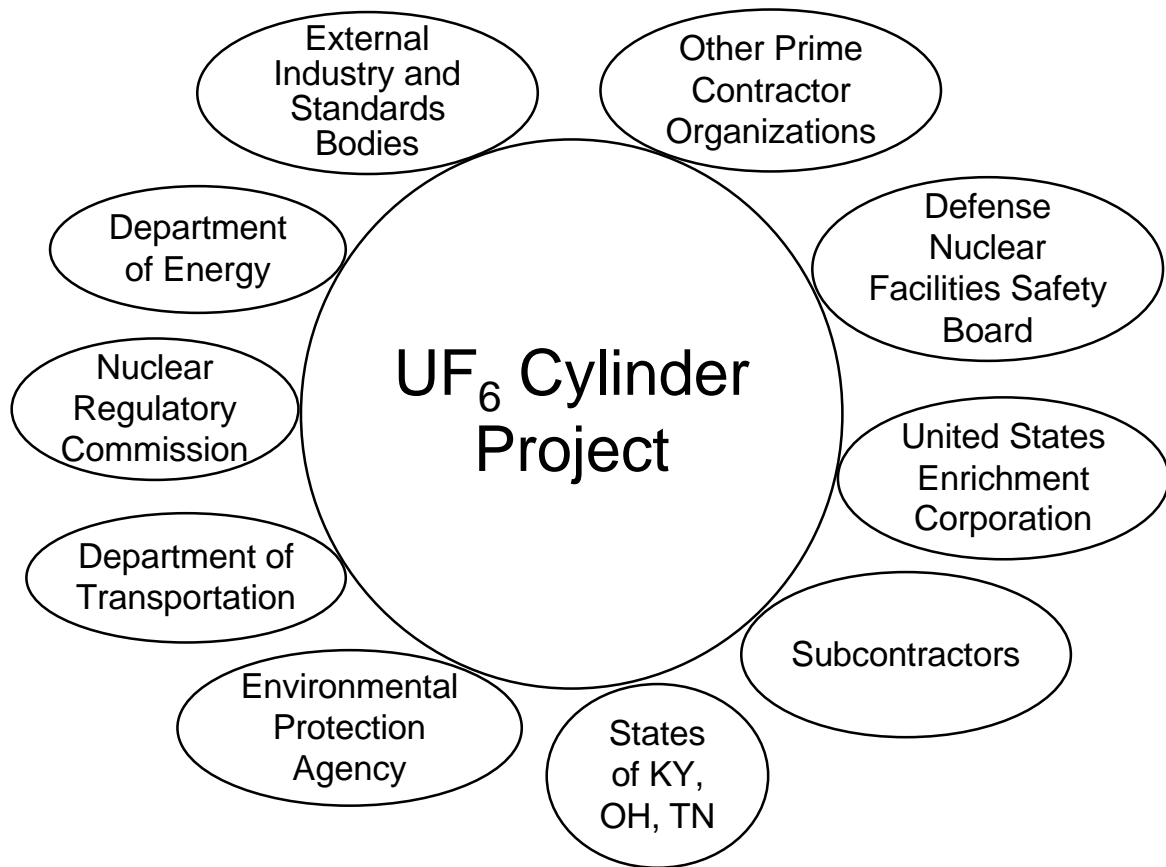 External
Industry and
Standards
Bodies
Other Prime
Contractor
Organizations
Department
of Energy
Defense
Nuclear
Facilities Safety
Board
Nuclear
Regulatory
Commission
UF₆ Cylinder
Project
United States
Enrichment
Corporation
Department of
Transportation
Subcontractors
Environmental
Protection
Agency
States
of KY,
OH, TN